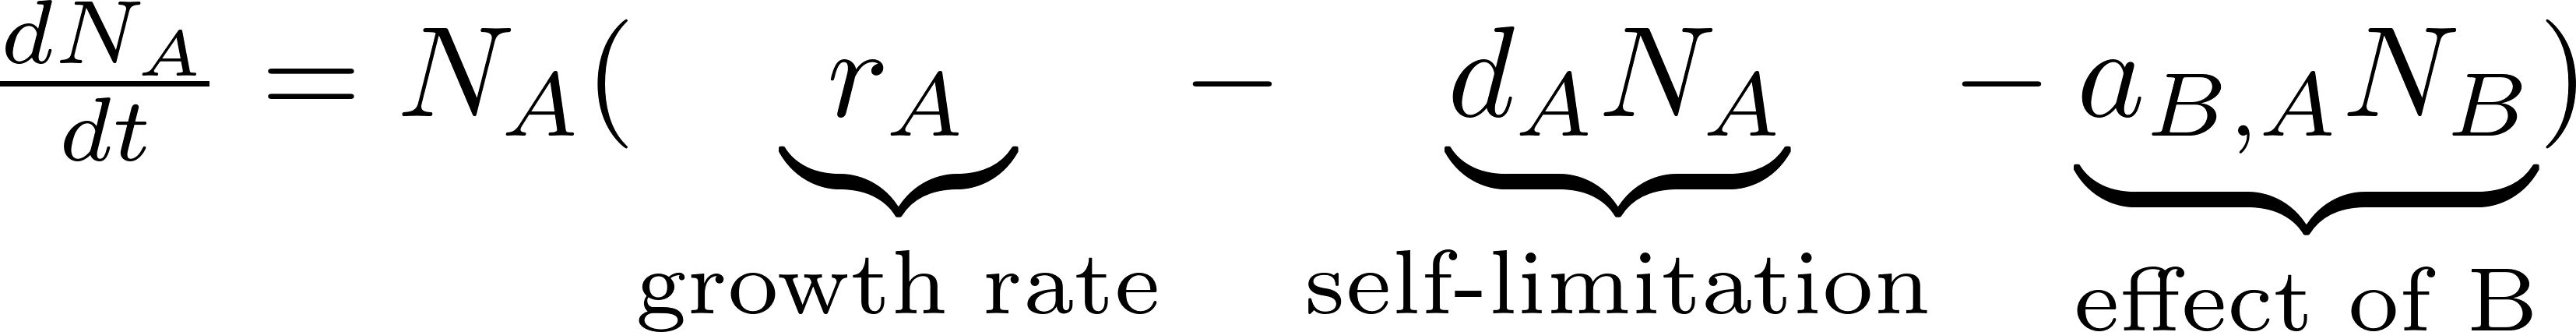 dN_A/dt = N_A( r_A − d_A N_A − a_{B,A} N_B)
growth rate self-limitation effect of B